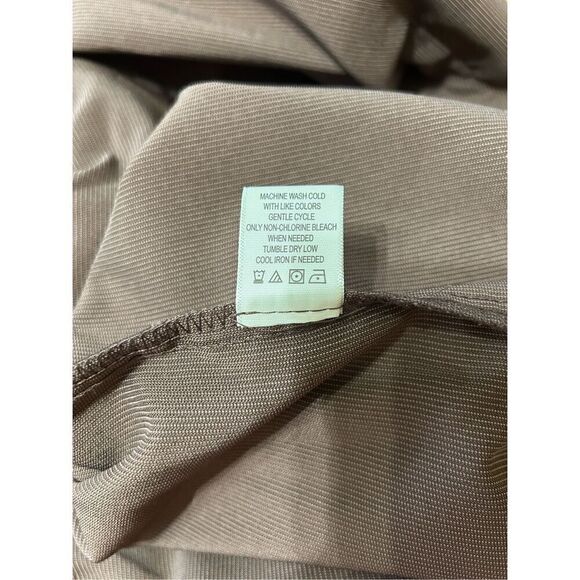 MACHINE WASH COLD
WITH LIKE COLORS
GENTLE CYCLE
ONLY NON-CHLORINE BLEACH
WHEN NEEDED
TUMBLE DRY LOW
COOL IRON IF NEEDED